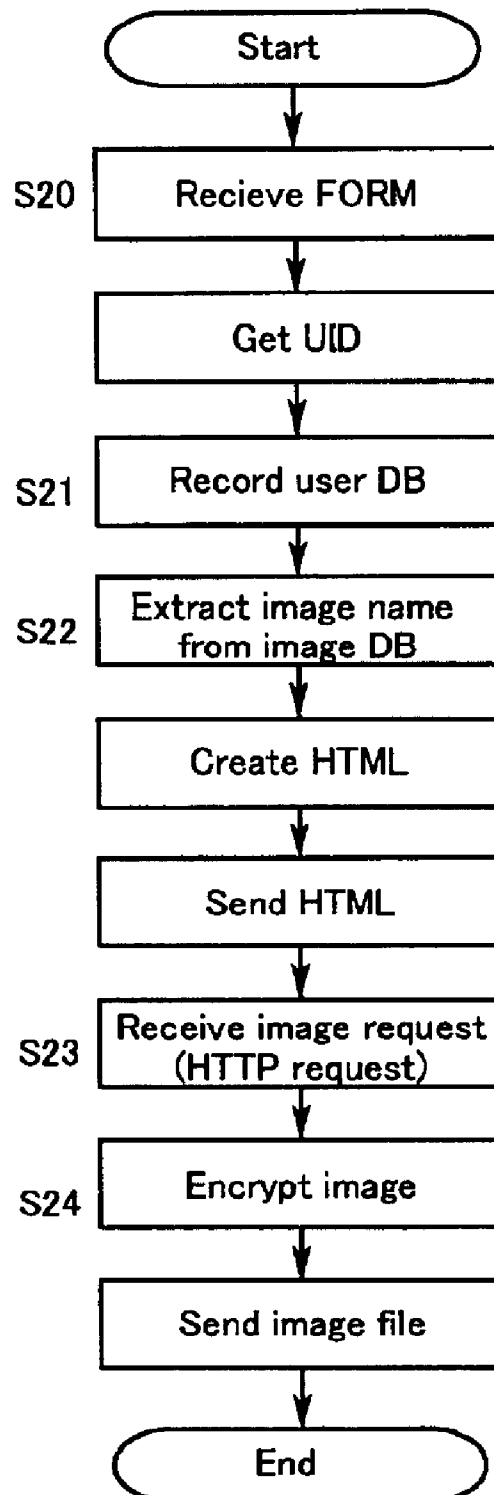 Start
S20
Recieve FORM
Get UID
S21
Record user DB
S22
Extract image name
from image DB
Create HTML
Send HTML
S23
Receive image request
(HTTP request)
S24
Encrypt image
Send image file
End